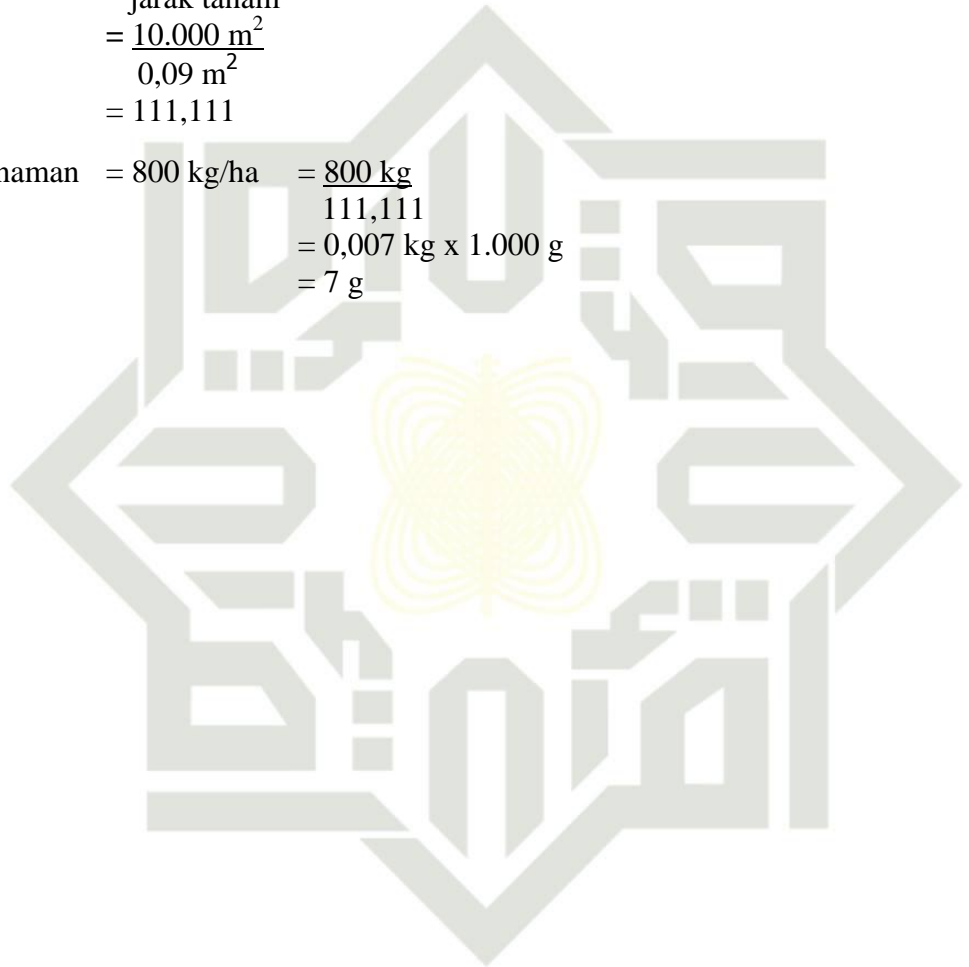 jarak tanam
= 10.000 m²
0,09 m²
= 111,111
naman = 800 kg/ha = 800 kg
111,111
= 0,007 kg x 1.000 g
= 7 g